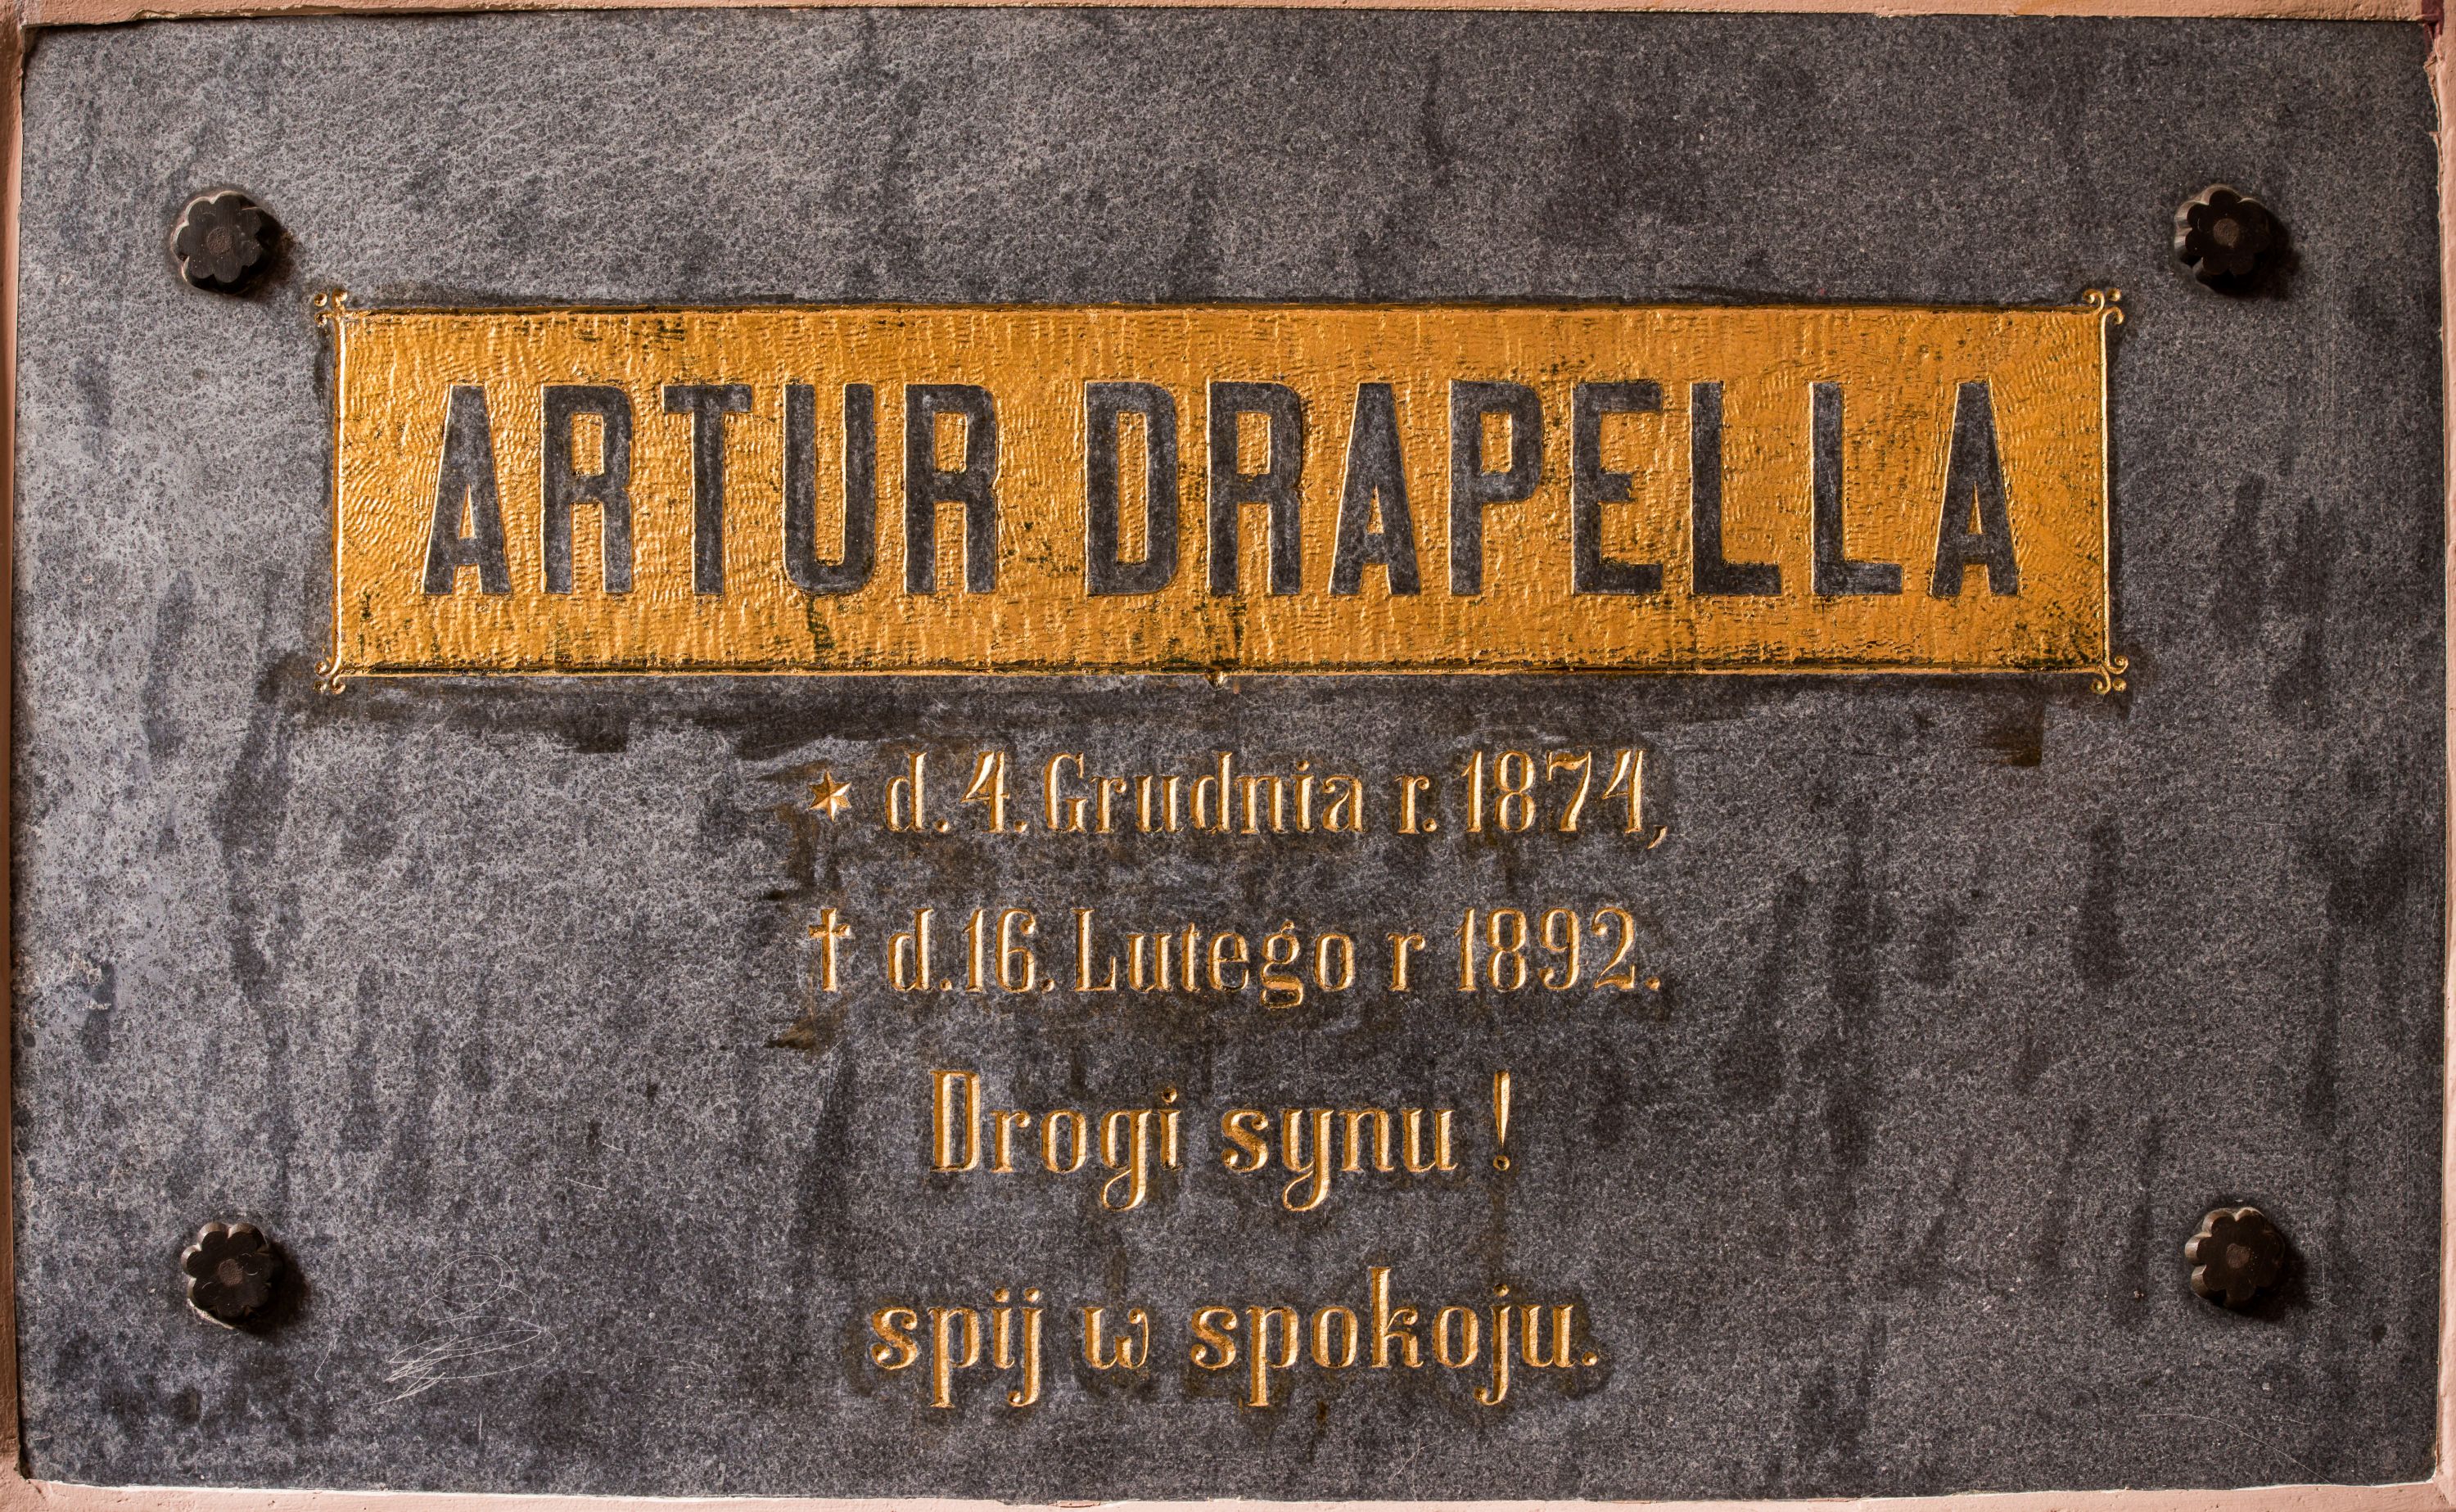 ARTUR DRAPELLA
* d. 4. Grudnia r. 1874,
† d. 16. Lutego r 1892.
Drogi synu!
spij w spokoju.